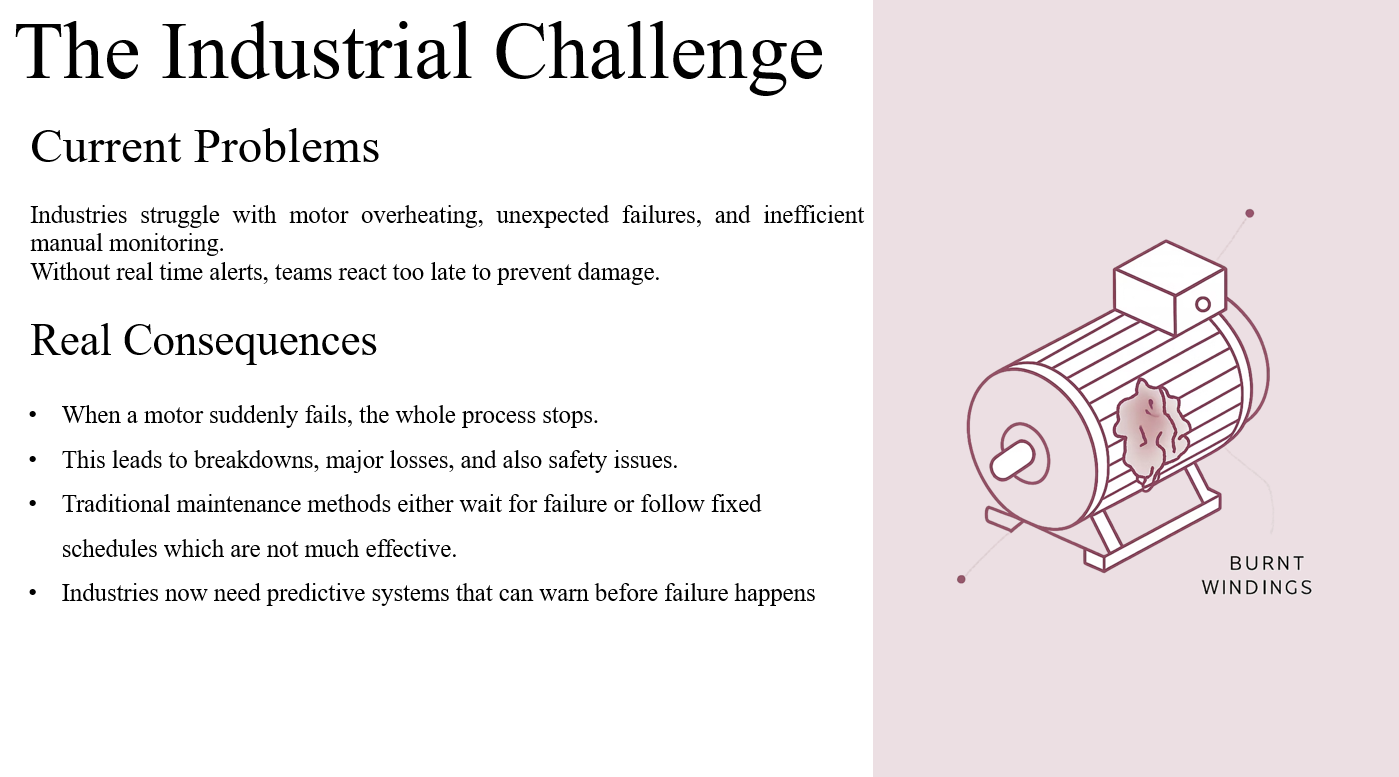 The Industrial Challenge
Current Problems
Industries struggle with motor overheating, unexpected failures, and inefficient
manual monitoring.
Without real time alerts, teams react too late to prevent damage.
Real Consequences
• When a motor suddenly fails, the whole process stops.
• This leads to breakdowns, major losses, and also safety issues.
• Traditional maintenance methods either wait for failure or follow fixed
schedules which are not much effective.
• Industries now need predictive systems that can warn before failure happens
BURNT
WINDINGS